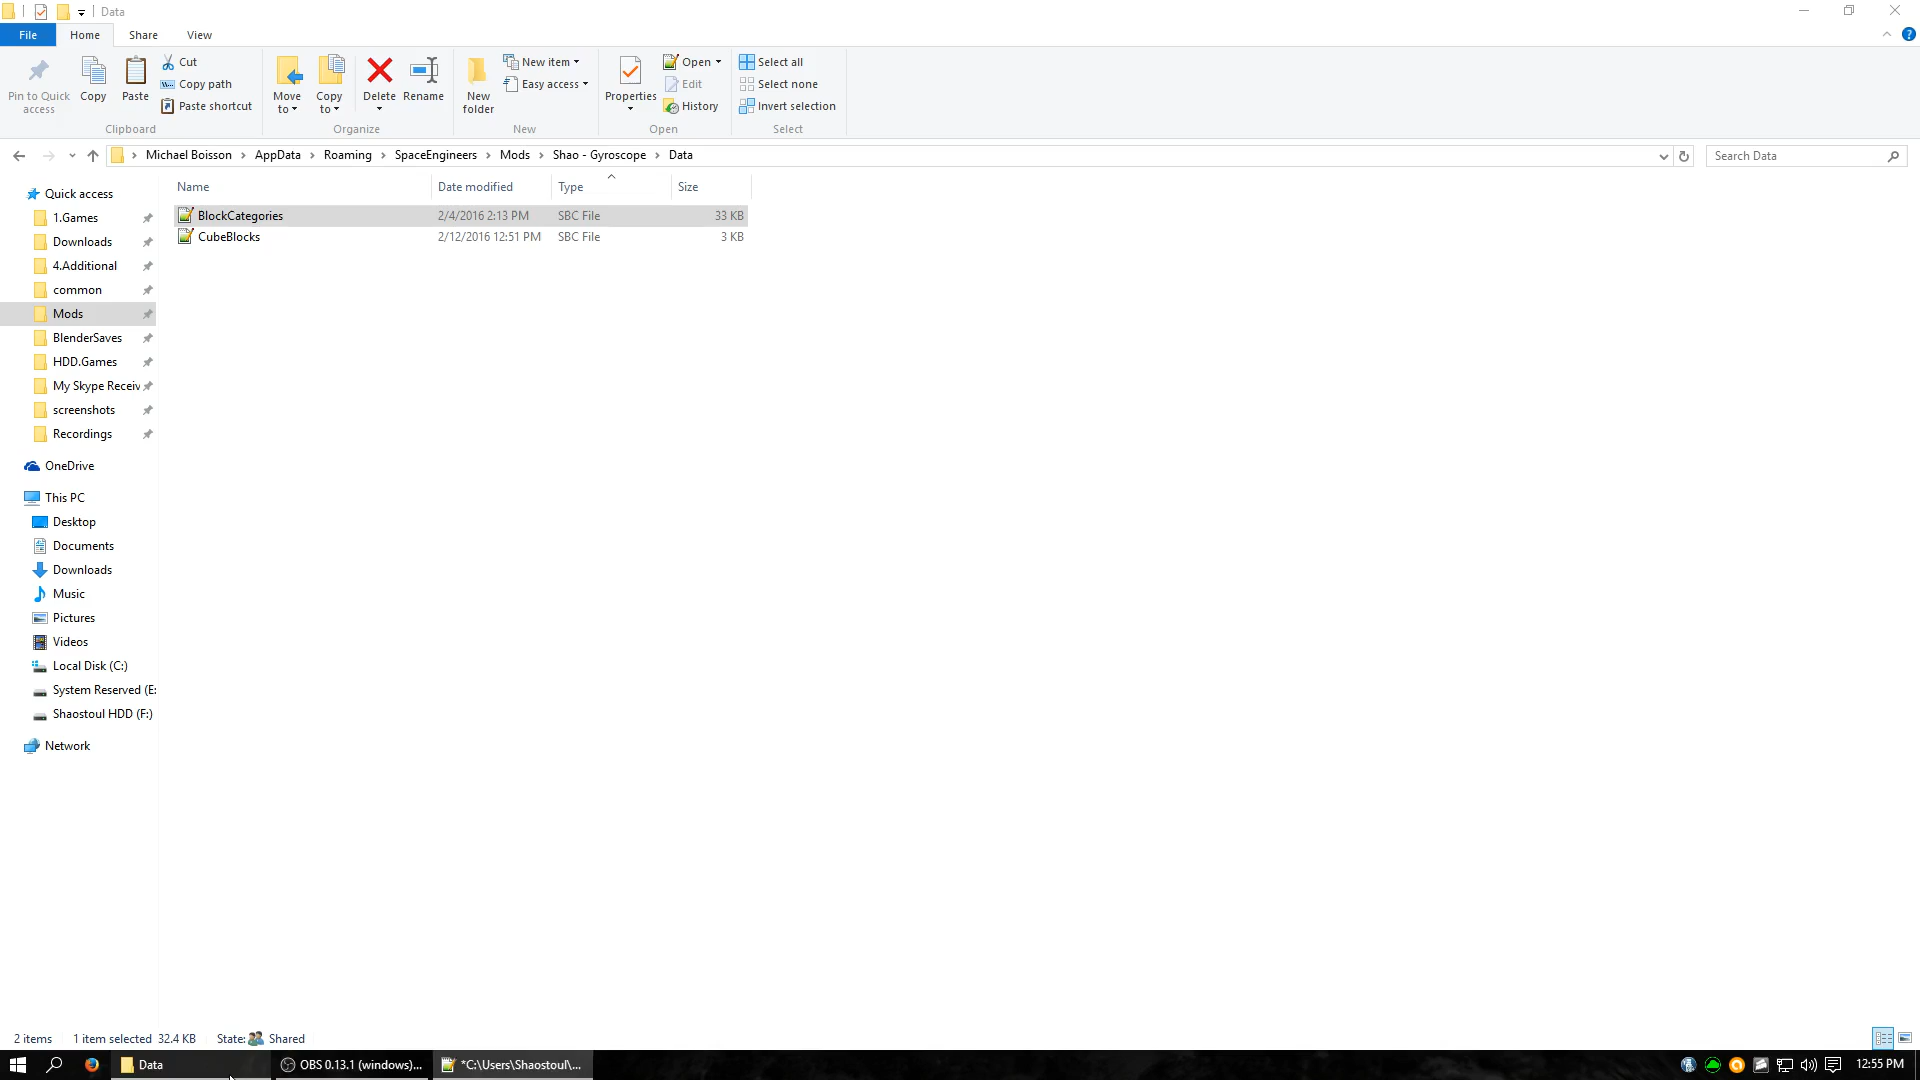 Data
File Home Share View
Pin to Quick access
Copy
Paste
Cut
Copy path
Paste shortcut
Clipboard
Move to
Copy to
Delete
Rename
Organize
New folder
New item
Easy access
New
Properties
Open
Edit
History
Open
Select all
Select none
Invert selection
Select
Michael Boisson > AppData > Roaming > SpaceEngineers > Mods > Shao - Gyroscope > Data
Search Data
Name Date modified Type Size
BlockCategories 2/4/2016 2:13 PM SBC File 33 KB
CubeBlocks 2/12/2016 12:51 PM SBC File 3 KB
Quick access
1.Games
Downloads
4.Additional
common
Mods
BlenderSaves
HDD.Games
My Skype Receiv
screenshots
Recordings
OneDrive
This PC
Desktop
Documents
Downloads
Music
Pictures
Videos
Local Disk (C:)
System Reserved (E:
Shaostoul HDD (F:)
Network
2 items 1 item selected 32.4 KB State: Shared
Data
OBS 0.13.1 (windows)...
*C:\Users\Shaostoul\...
12:55 PM